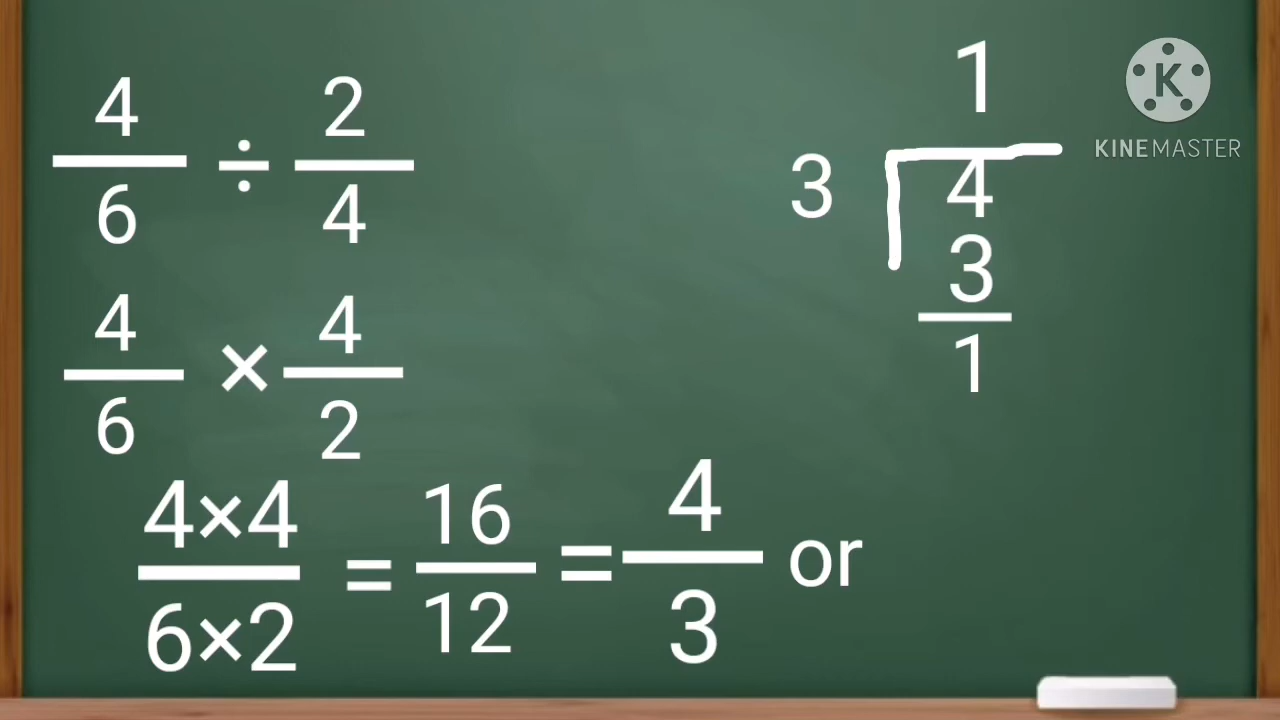 4/6 ÷ 2/4
4/6 × 4/2
4×4/6×2 = 16/12 = 4/3 or
1
3 4
3
1
K
KINEMASTER